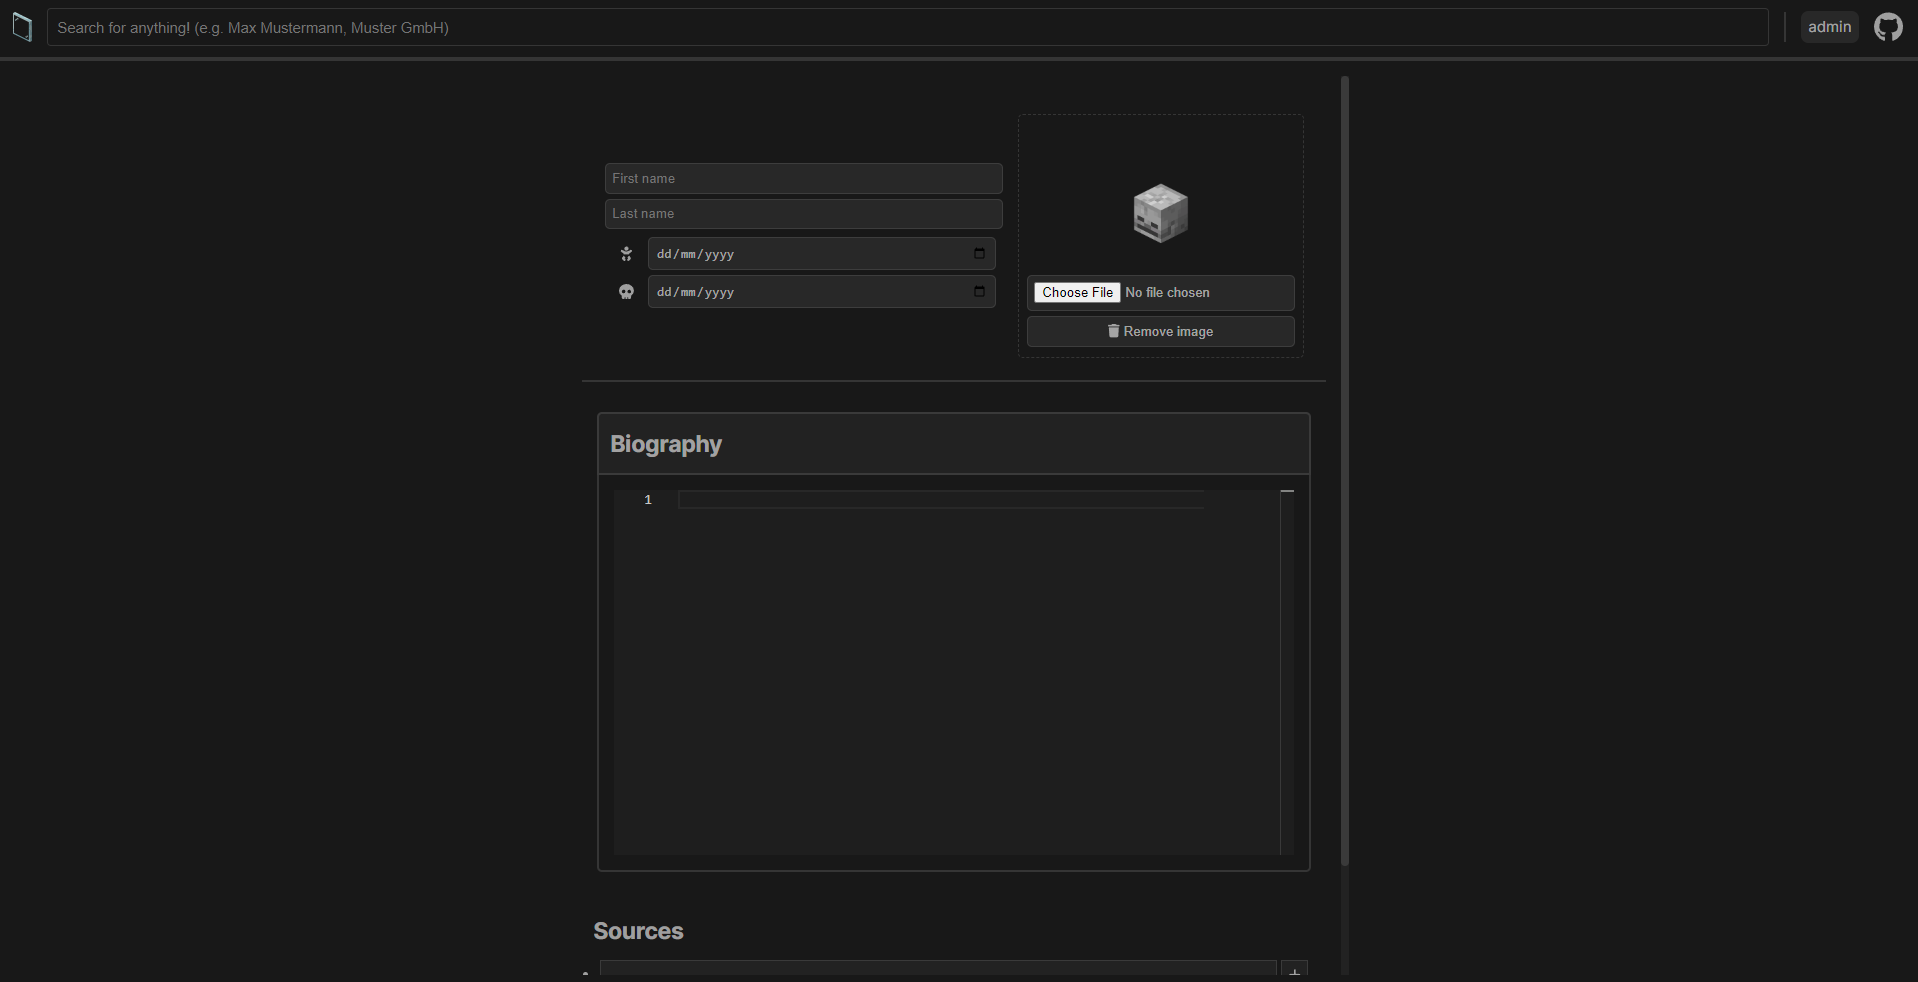 Search for anything! (e.g. Max Mustermann, Muster GmbH)
admin
First name
Last name
dd/mm/yyyy
dd/mm/yyyy
Choose File No file chosen
Remove image
Biography
1
Sources
+